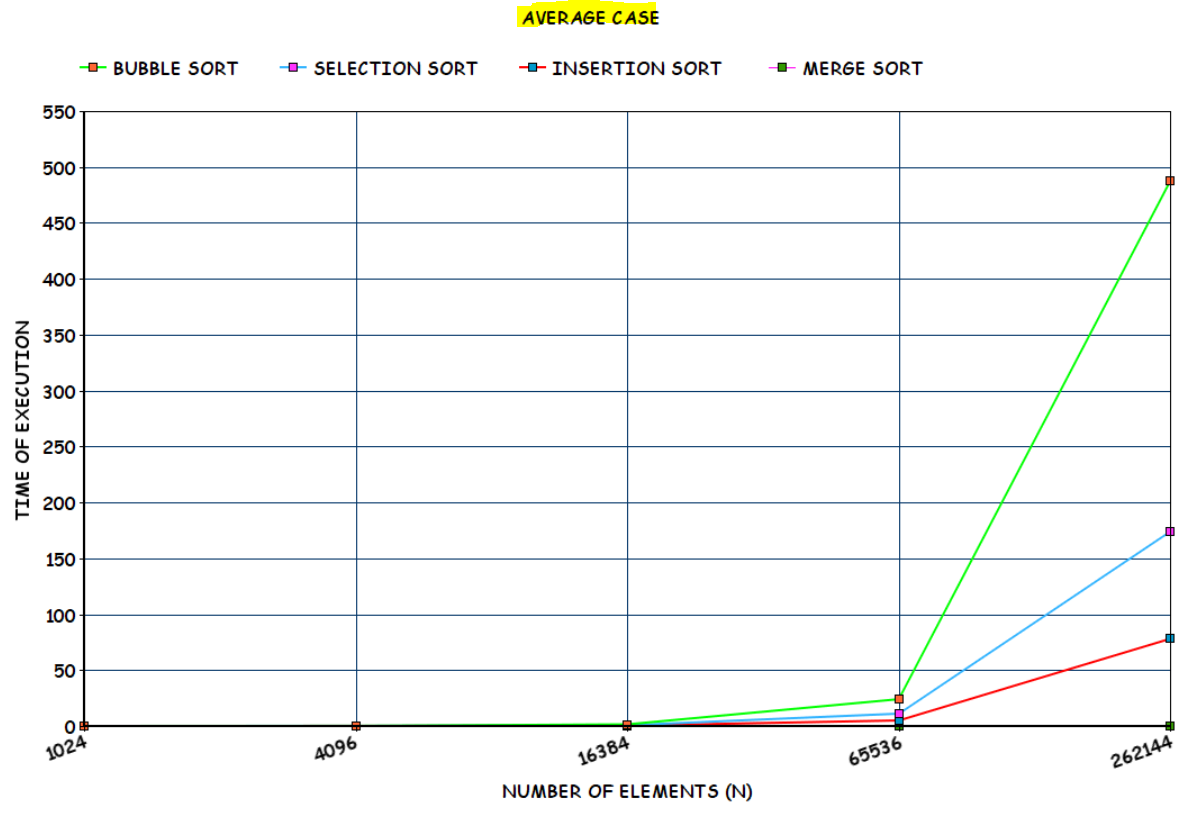 AVERAGE CASE
BUBBLE SORT SELECTION SORT INSERTION SORT MERGE SORT
550
500
450
400
350
300
250
200
150
100
50
0
TIME OF EXECUTION
1024 4096 16384 65536 262144
NUMBER OF ELEMENTS (N)